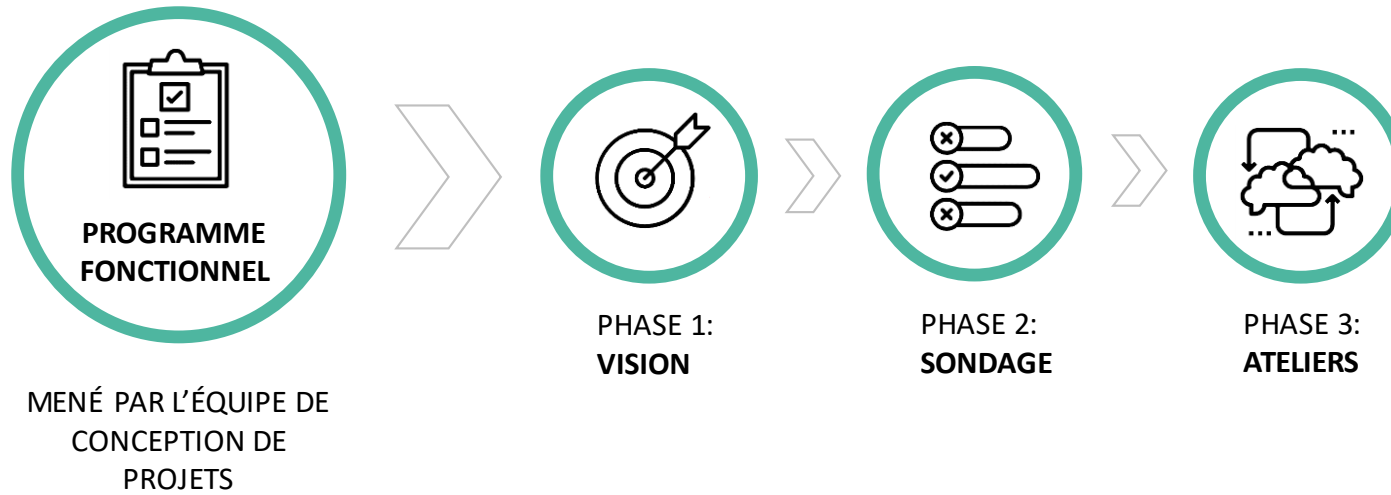 PROGRAMME
FONCTIONNEL
MENÉ PAR L’ÉQUIPE DE
CONCEPTION DE
PROJETS
PHASE 1:
VISION
PHASE 2:
SONDAGE
PHASE 3:
ATELIERS